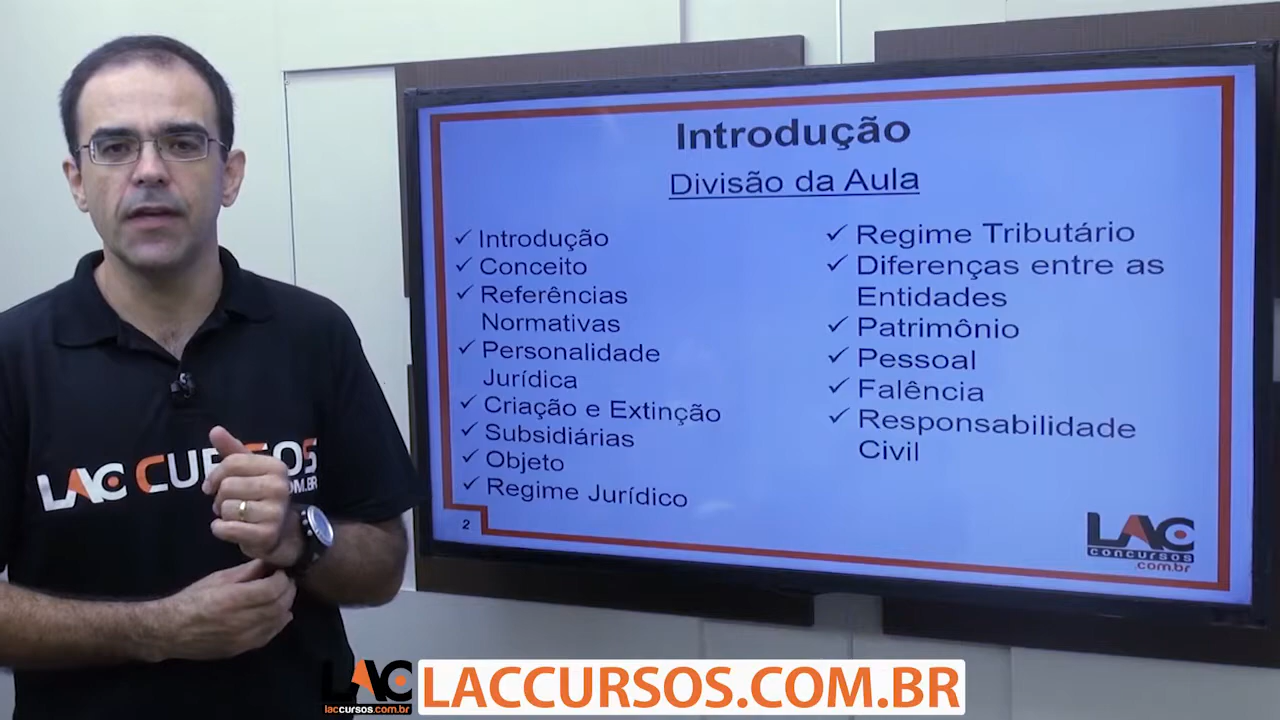 Introdução
Divisão da Aula
✓ Introdução
✓ Conceito
✓ Referências
Normativas
✓ Personalidade
Jurídica
✓ Criação e Extinção
✓ Subsidiárias
✓ Objeto
✓ Regime Jurídico
✓ Regime Tributário
✓ Diferenças entre as
Entidades
✓ Patrimônio
✓ Pessoal
✓ Falência
✓ Responsabilidade
Civil
2
LAC
concursos
.com.br
LAC CURSOS
.COM.BR
LAC
laccursos.com.br
LACCURSOS.COM.BR